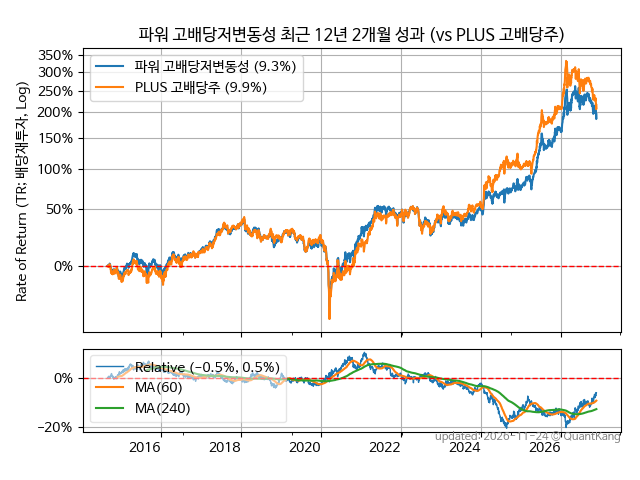 파워 고배당저변동성 최근 12년 2개월 성과 (vs PLUS 고배당주)
350%
300%
250%
200%
150%
100%
50%
0%
Rate of Return (TR: 배당재투자, Log)
파워 고배당저변동성 (9.3%)
PLUS 고배당주 (9.9%)
0%
−20%
Relative (−0.5%, 0.5%)
MA(60)
MA(240)
updated: 2026-11-24 © QuantKang
2016
2018
2020
2022
2024
2026